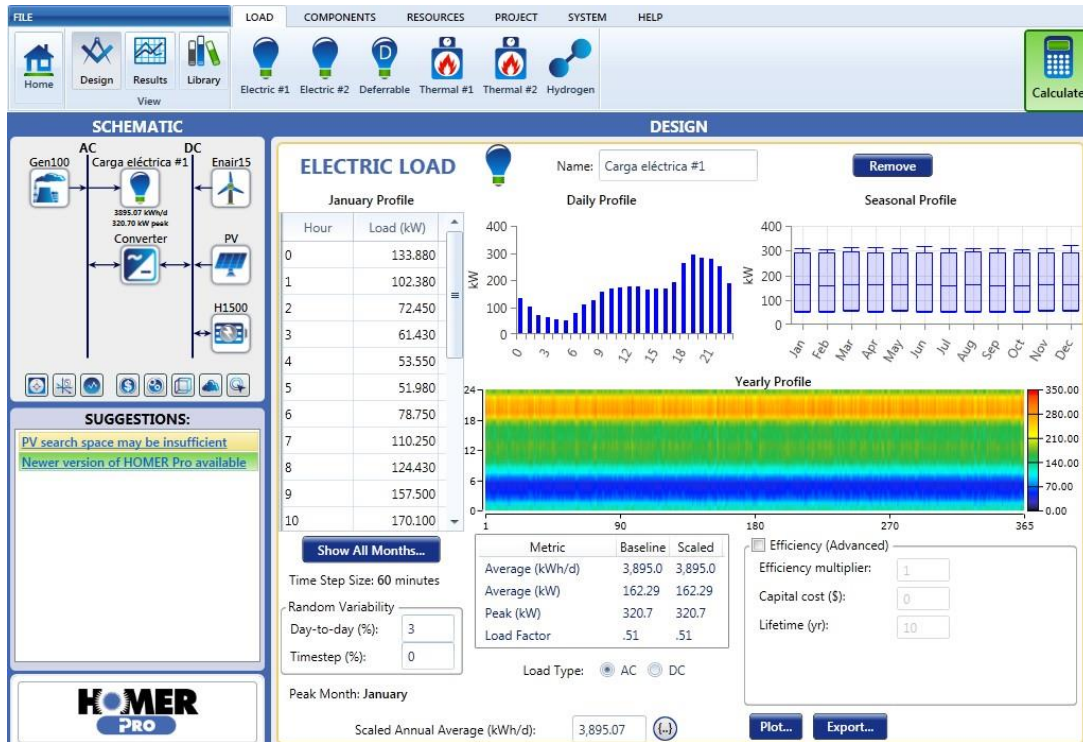 FILE
LOAD COMPONENTS RESOURCES PROJECT SYSTEM HELP
Home
Design Results Library
View
Electric #1 Electric #2 Deferrable Thermal #1 Thermal #2 Hydrogen
D
Calculate
SCHEMATIC
AC DC
Gen100 Carga eléctrica #1 Enair15
3895.07 kWh/d
320.70 kW peak
Converter PV
H1500
SUGGESTIONS:
PV search space may be insufficient
Newer version of HOMER Pro available
HOMER
PRO
DESIGN
ELECTRIC LOAD
Name: Carga eléctrica #1
Remove
January Profile
Hour Load (kW)
0 133.880
1 102.380
2 72.450
3 61.430
4 53.550
5 51.980
6 78.750
7 110.250
8 124.430
9 157.500
10 170.100
Daily Profile
kW
400
300
200
100
0
0 3 6 9 12 15 18 21
Seasonal Profile
kW
400
300
200
100
0
Jan Feb Mar Apr May Jun Jul Aug Sep Oct Nov Dec
Yearly Profile
24
18
12
6
0
1 90 180 270 365
350.00
280.00
210.00
140.00
70.00
0.00
Show All Months...
Time Step Size: 60 minutes
Random Variability
Day-to-day (%): 3
Timestep (%): 0
Peak Month: January
Metric Baseline Scaled
Average (kWh/d) 3,895.0 3,895.0
Average (kW) 162.29 162.29
Peak (kW) 320.7 320.7
Load Factor .51 .51
Load Type: AC DC
Scaled Annual Average (kWh/d): 3,895.07 {..}
Efficiency (Advanced)
Efficiency multiplier: 1
Capital cost ($): 0
Lifetime (yr): 10
Plot... Export...